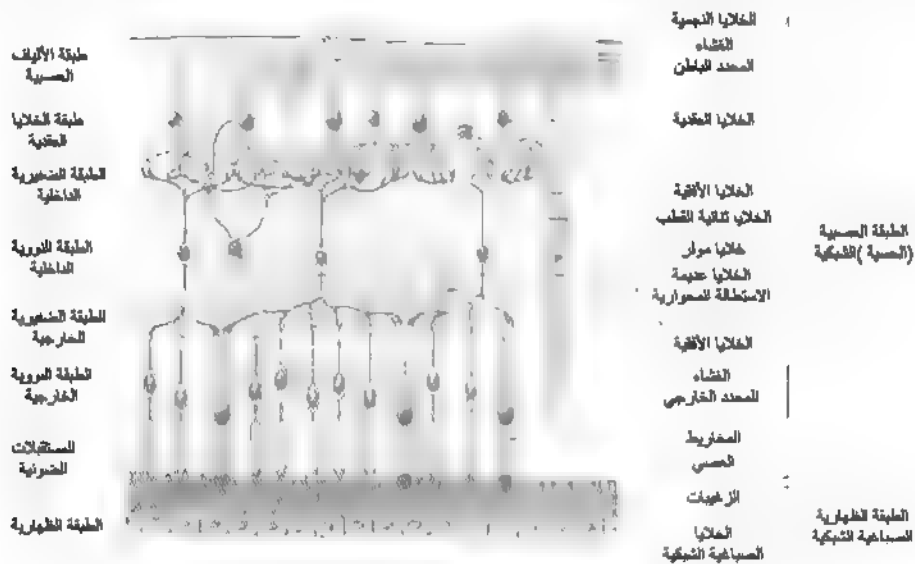 طبقة الألياف
العصبية
طبقة الخلايا
العقدية
الطبقة الضفيرية
الداخلية
الطبقة النووية
الداخلية
الطبقة الضفيرية
الخارجية
الطبقة النووية
الخارجية
المستقبلات
الضوئية
الطبقة الظهارية
الخلايا النجمية
الغشاء
المحدد الباطن
الخلايا العقدية
الخلايا الأفقية
الخلايا ثنائية القطب
خلايا مولر
الخلايا عديمة
الاستطالة المحوارية
الخلايا الأفقية
الغشاء
المحدد الخارجي
المخاريط
العصي
الزغيبات
الخلايا
الصباغية الشبكية
الطبقة العصبية
(الحسية )الشبكية
الطبقة الظهارية
الصباغية الشبكية